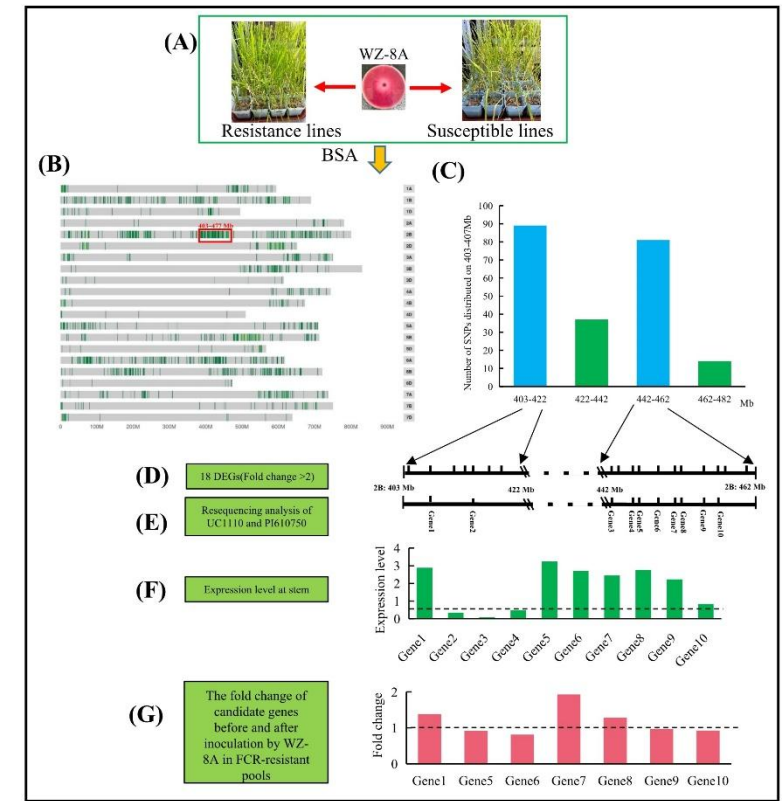 (A)
WZ-8A
Resistance lines
Susceptible lines
BSA
(B)
403-477 Mb
1A
1B
1D
2A
2B
2D
3A
3B
3D
4A
4B
4D
5A
5B
5D
6A
6B
6D
7A
7B
7D
0
100M
200M
300M
400M
500M
600M
700M
800M
900M
(C)
Number of SNPs distributed on 403-407Mb
100
90
80
70
60
50
40
30
20
10
0
403-422
422-442
442-462
462-482
Mb
(D)
18 DEGs(Fold change >2)
2B: 403 Mb
422 Mb
442 Mb
2B: 462 Mb
(E)
Resequencing analysis of
UC1110 and PI610750
Gene1
Gene2
Gene3
Gene4
Gene5
Gene6
Gene7
Gene8
Gene9
Gene10
(F)
Expression level at stem
Expression level
4
3
2
1
0
Gene1
Gene2
Gene3
Gene4
Gene5
Gene6
Gene7
Gene8
Gene9
Gene10
(G)
The fold change of
candidate genes
before and after
inoculation by WZ-
8A in FCR-resistant
pools
Fold change
2
1
0
Gene1
Gene5
Gene6
Gene7
Gene8
Gene9
Gene10